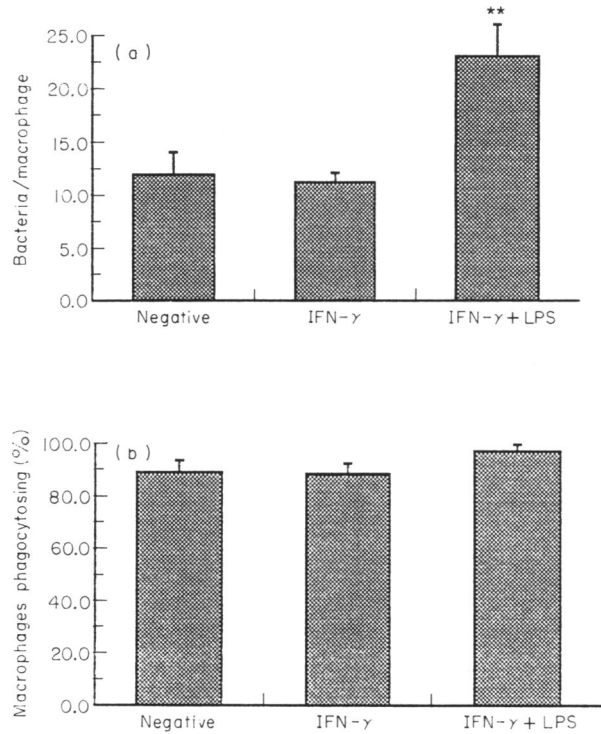 **
(a)
25.0
20.0
15.0
10.0
5.0
0.0
Bacteria/macrophage
Negative IFN-γ IFN-γ+LPS
(b)
100.0
80.0
60.0
40.0
20.0
0.0
Macrophages phagocytosing (%)
Negative IFN-γ IFN-γ+LPS